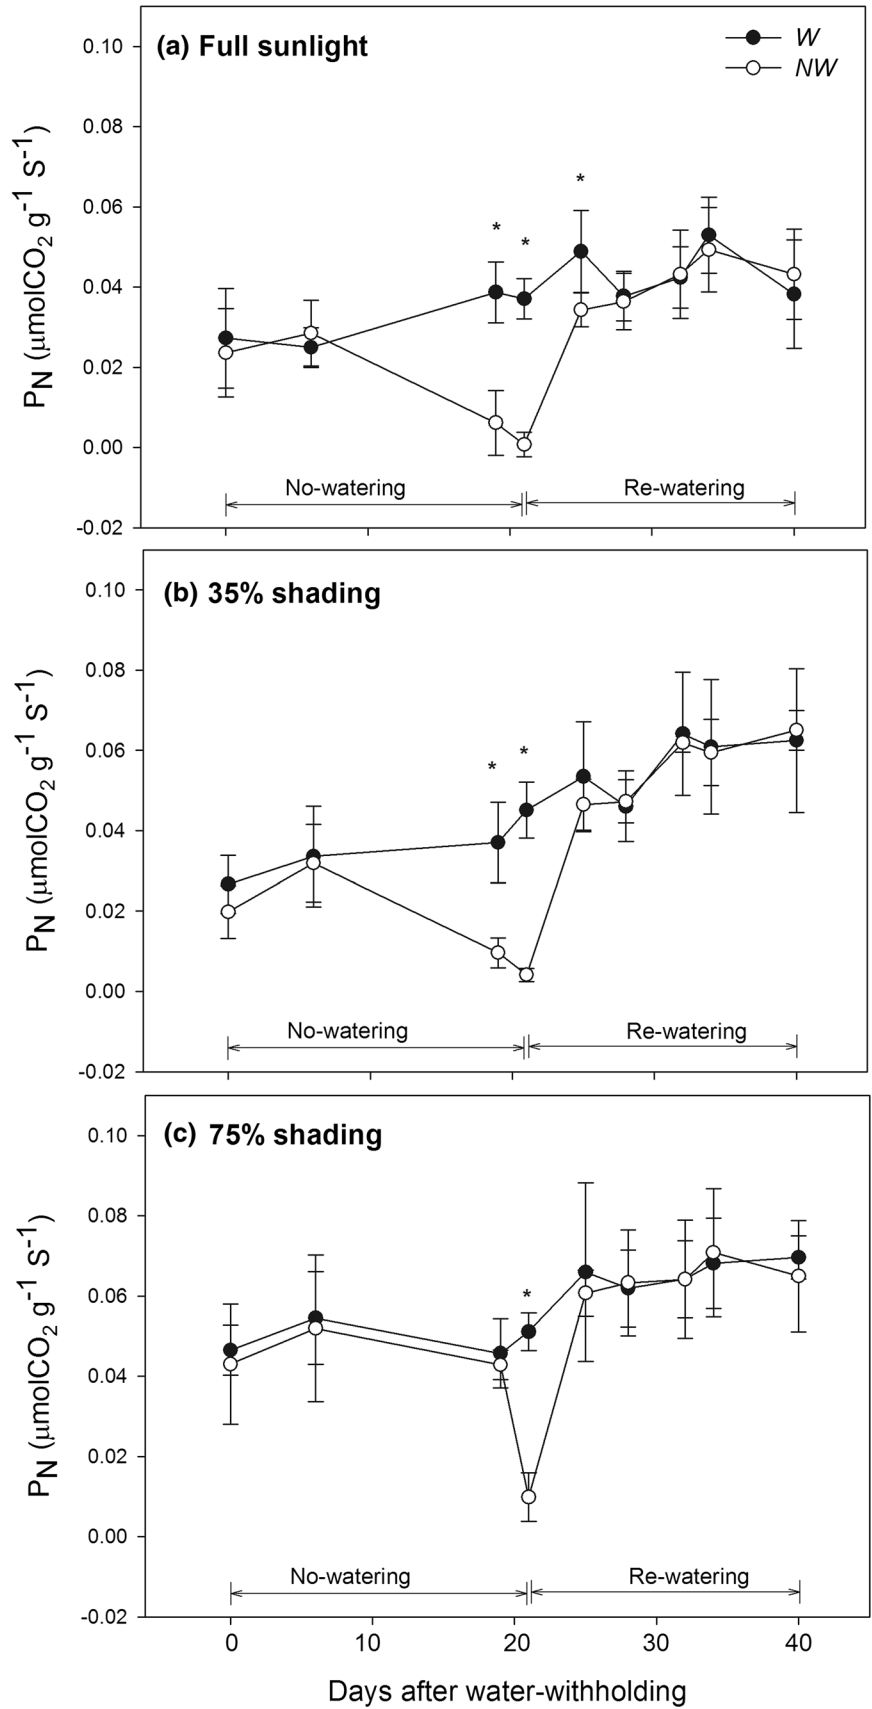 (a) Full sunlight
W
NW
0.10
0.08
0.06
0.04
0.02
0.00
-0.02
P_N (μmolCO₂ g⁻¹ S⁻¹)
*
*
*
No-watering
Re-watering
(b) 35% shading
0.10
0.08
0.06
0.04
0.02
0.00
-0.02
P_N (μmolCO₂ g⁻¹ S⁻¹)
*
*
No-watering
Re-watering
(c) 75% shading
0.10
0.08
0.06
0.04
0.02
0.00
-0.02
P_N (μmolCO₂ g⁻¹ S⁻¹)
*
No-watering
Re-watering
0 10 20 30 40
Days after water-withholding